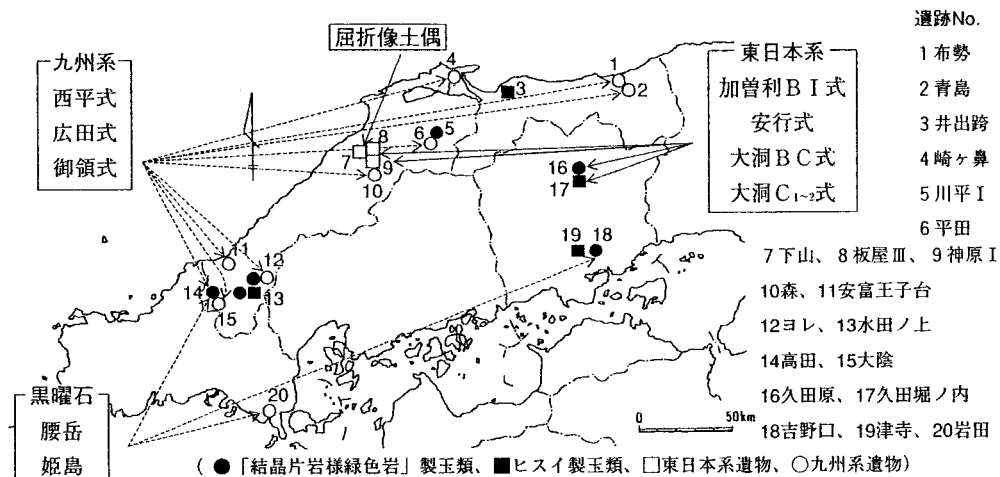 遺跡No.
1布勢
2青島
3井出跨
4崎ヶ鼻
5川平Ⅰ
6平田
7下山、8板屋Ⅲ、9神原Ⅰ
10森、11安富王子台
12ヨレ、13水田ノ上
14高田、15大陰
16久田原、17久田堀ノ内
18吉野口、19津寺、20岩田
屈折像土偶
九州系
西平式
広田式
御領式
東日本系
加曽利BⅠ式
安行式
大洞BC式
大洞C1~2式
黒曜石
腰岳
姫島
1
2
3
4
5
6
7
8
9
10
11
12
13
14
15
16
17
18
19
20
0 50km
(●「結晶片岩様緑色岩」製玉類、■ヒスイ製玉類、□東日本系遺物、○九州系遺物)